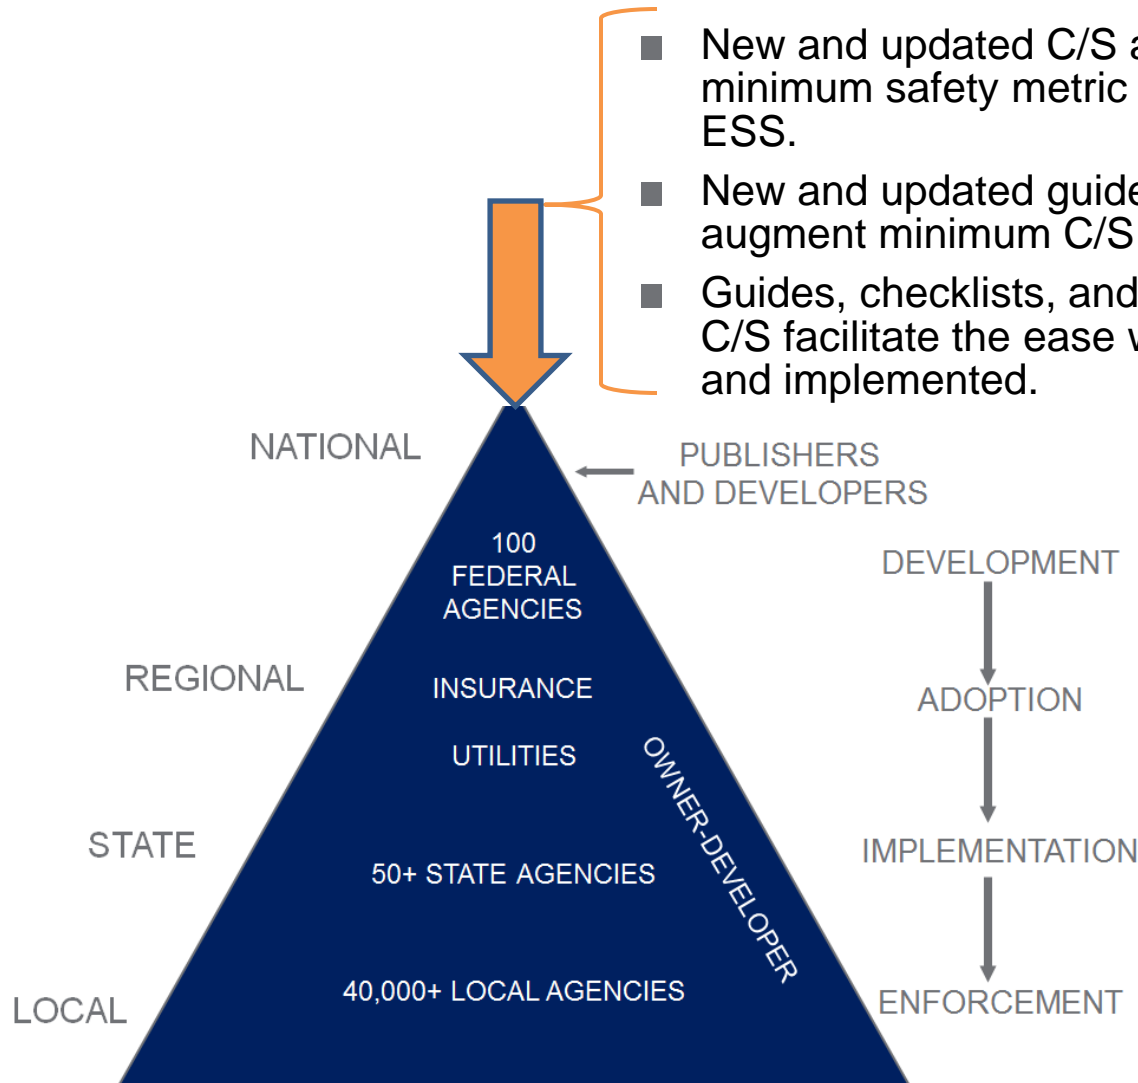 New and updated C/S a
minimum safety metric
ESS.
New and updated guide
augment minimum C/S
Guides, checklists, and
C/S facilitate the ease w
and implemented.
NATIONAL
PUBLISHERS
AND DEVELOPERS
100
FEDERAL
AGENCIES
DEVELOPMENT
REGIONAL
INSURANCE
ADOPTION
UTILITIES
OWNER-DEVELOPER
STATE
50+ STATE AGENCIES
IMPLEMENTATION
LOCAL
40,000+ LOCAL AGENCIES
ENFORCEMENT